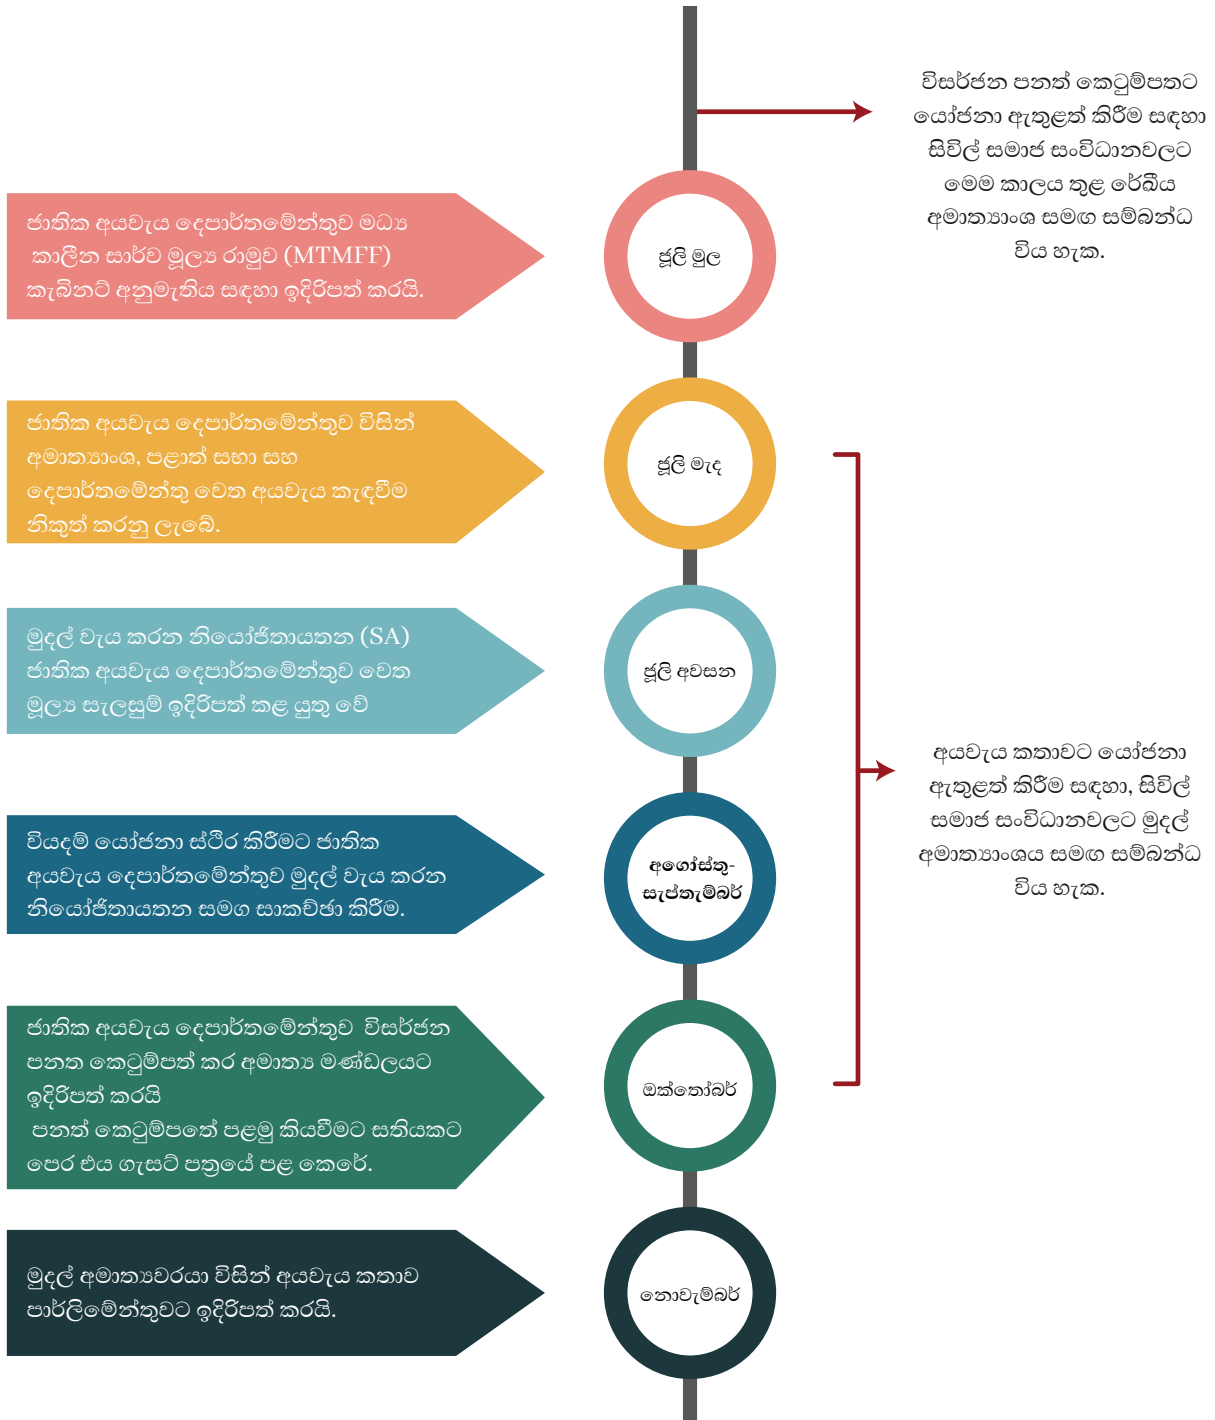 විසර්ජන පනත් කෙටුම්පතට
යෝජනා ඇතුළත් කිරීම සඳහා
සිවිල් සමාජ සංවිධානවලට
මෙම කාලය තුළ රේඛීය
අමාත්‍යාංශ සමඟ සම්බන්ධ
විය හැක.
ජාතික අයවැය දෙපාර්තමේන්තුව මධ්‍ය
කාලීන සාර්ව මූල්‍ය රාමුව (MTMFF)
කැබිනට් අනුමැතිය සඳහා ඉදිරිපත් කරයි.
ජූලි මුල
ජාතික අයවැය දෙපාර්තමේන්තුව විසින්
අමාත්‍යාංශ, පළාත් සභා සහ
දෙපාර්තමේන්තු වෙත අයවැය කැඳවීම
නිකුත් කරනු ලැබේ.
ජූලි මැද
මුදල් වැය කරන නියෝජිතායතන (SA)
ජාතික අයවැය දෙපාර්තමේන්තුව වෙත
මූල්‍ය සැලසුම් ඉදිරිපත් කළ යුතු වේ
ජූලි අවසන
අයවැය කතාවට යෝජනා
ඇතුළත් කිරීම සඳහා, සිවිල්
සමාජ සංවිධානවලට මුදල්
අමාත්‍යාංශය සමඟ සම්බන්ධ
විය හැක.
වියදම් යෝජනා ස්ථිර කිරීමට ජාතික
අයවැය දෙපාර්තමේන්තුව මුදල් වැය කරන
නියෝජිතායතන සමග සාකච්ඡා කිරීම.
අගෝස්තු-
සැප්තැම්බර්
ජාතික අයවැය දෙපාර්තමේන්තුව විසර්ජන
පනත කෙටුම්පත් කර අමාත්‍ය මණ්ඩලයට
ඉදිරිපත් කරයි
පනත් කෙටුම්පතේ පළමු කියවීමට සතියකට
පෙර එය ගැසට් පත්‍රයේ පළ කෙරේ.
ඔක්තෝබර්
මුදල් අමාත්‍යවරයා විසින් අයවැය කතාව
පාර්ලිමේන්තුවට ඉදිරිපත් කරයි.
නොවැම්බර්